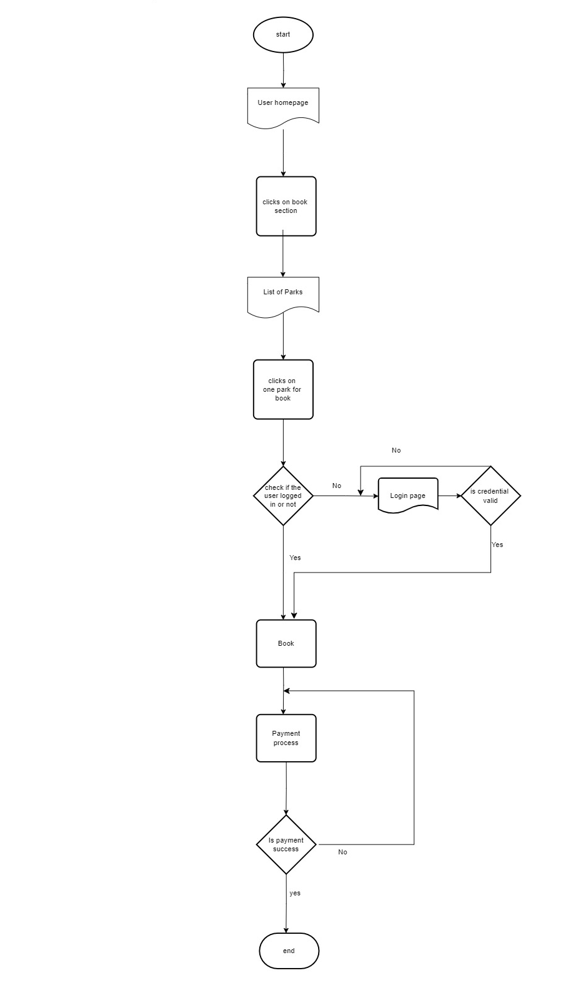 start
User homepage
clicks on book
section
List of Parks
clicks on
one park for
book
No
check if the
user logged
in or not
No
Login page
is credential
valid
Yes
Yes
Book
Payment
process
Is payment
success
No
yes
end